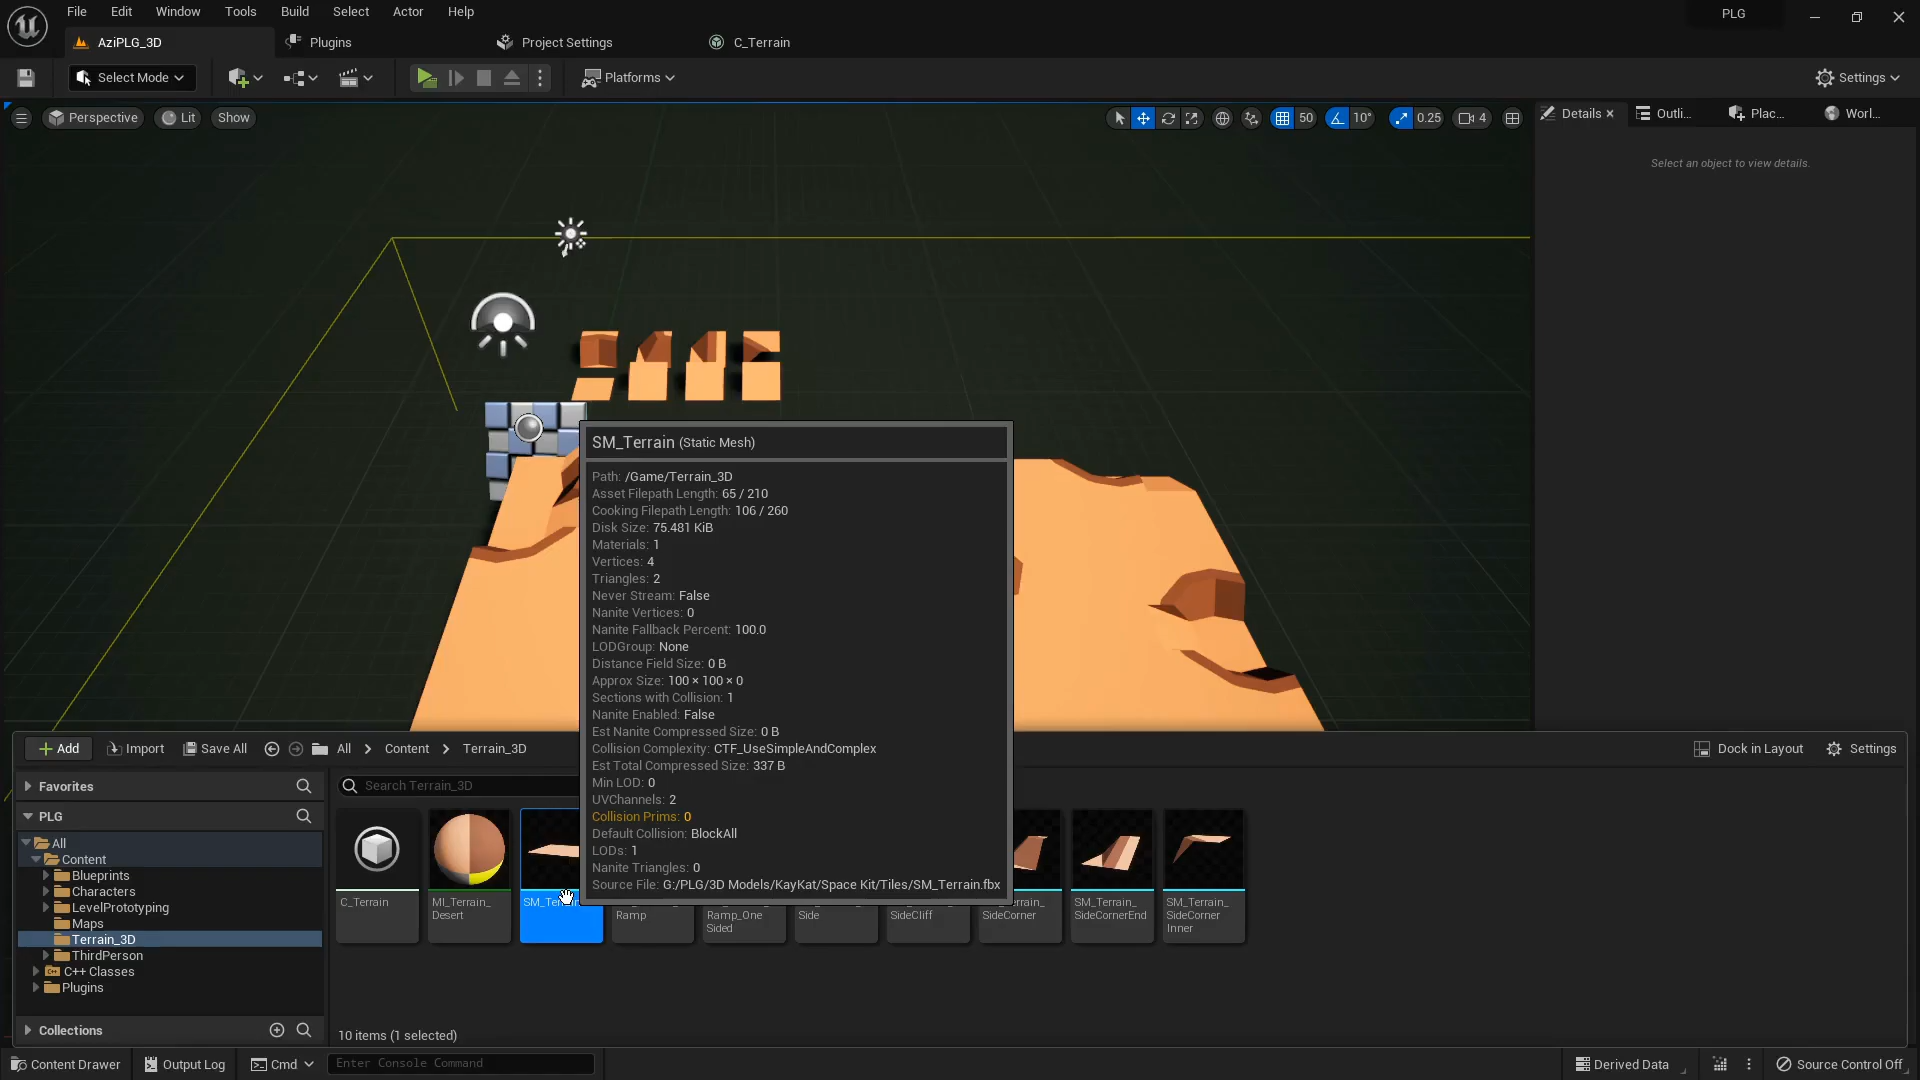 File Edit Window Tools Build Select Actor Help
PLG
AziPLG_3D
Plugins
Project Settings
C_Terrain
Select Mode
Platforms
Settings
Perspective
Lit
Show
50
10°
0.25
4
Details
Outli...
Plac...
Worl...
Select an object to view details.
SM_Terrain (Static Mesh)
Path: /Game/Terrain_3D
Asset Filepath Length: 65 / 210
Cooking Filepath Length: 106 / 260
Disk Size: 75.481 KiB
Materials: 1
Vertices: 4
Triangles: 2
Never Stream: False
Nanite Vertices: 0
Nanite Fallback Percent: 100.0
LODGroup: None
Distance Field Size: 0 B
Approx Size: 100 × 100 × 0
Sections with Collision: 1
Nanite Enabled: False
Est Nanite Compressed Size: 0 B
Collision Complexity: CTF_UseSimpleAndComplex
Est Total Compressed Size: 337 B
Min LOD: 0
UVChannels: 2
Collision Prims: 0
Default Collision: BlockAll
LODs: 1
Nanite Triangles: 0
Source File: G:/PLG/3D Models/KayKat/Space Kit/Tiles/SM_Terrain.fbx
Add
Import
Save All
All
Content
Terrain_3D
Dock in Layout
Settings
Favorites
PLG
All
Content
Blueprints
Characters
LevelPrototyping
Maps
Terrain_3D
ThirdPerson
C++ Classes
Plugins
Collections
Search Terrain_3D
C_Terrain
MI_Terrain_
Desert
Ramp
Ramp_One
Sided
Side
SideCliff
SideCorner
SM_Terrain_
SideCornerEnd
SM_Terrain_
SideCorner
Inner
10 items (1 selected)
Content Drawer
Output Log
Cmd
Enter Console Command
Derived Data
Source Control Off